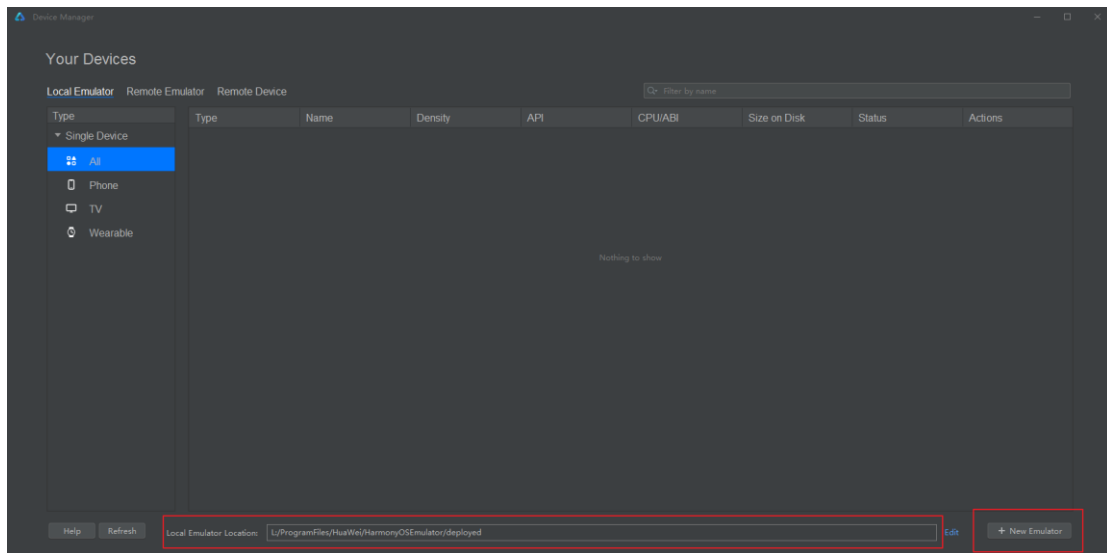 Device Manager
Your Devices
Local Emulator Remote Emulator Remote Device
Filter by name
Type
Single Device
All
Phone
TV
Wearable
Type Name Density API CPU/ABI Size on Disk Status Actions
Nothing to show
Help Refresh Local Emulator Location: L:/ProgramFiles/HuaWei/HarmonyOSEmulator/deployed Edit + New Emulator